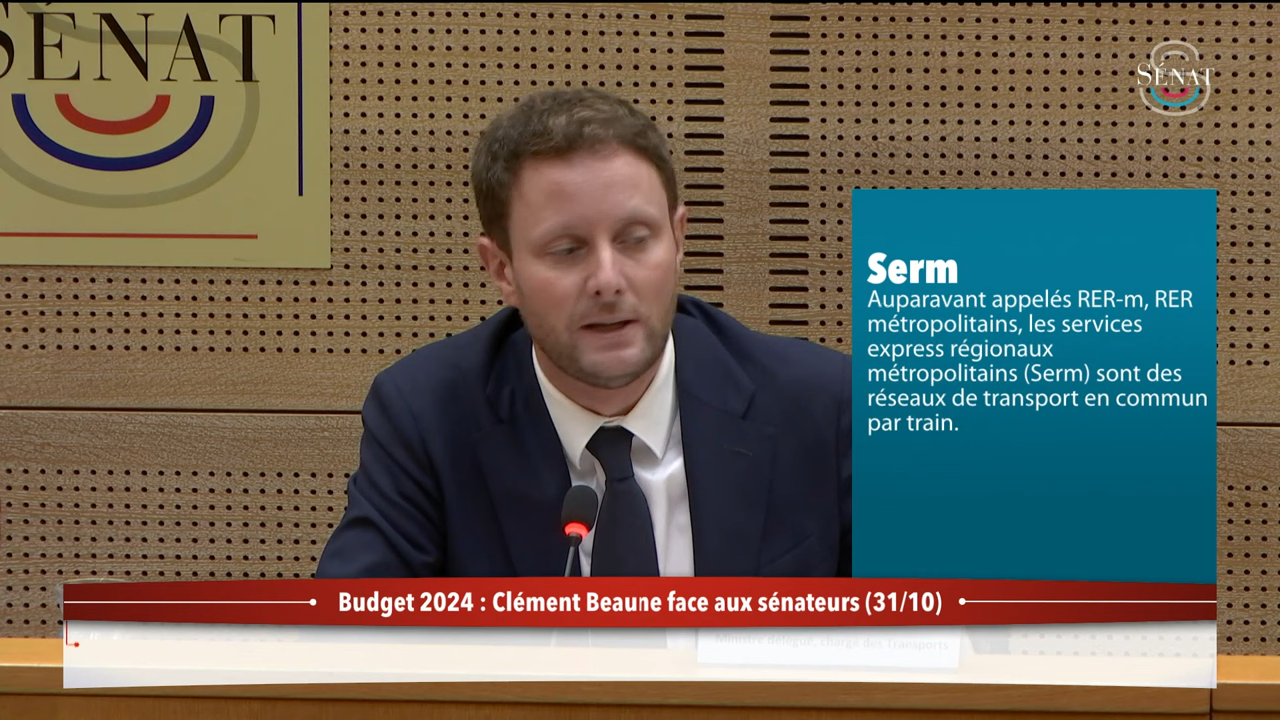 SÉNAT
SÉNAT
Serm
Auparavant appelés RER-m, RER
métropolitains, les services
express régionaux
métropolitains (Serm) sont des
réseaux de transport en commun
par train.
Budget 2024 : Clément Beaune face aux sénateurs (31/10)
Ministre délégué, chargé des Transports